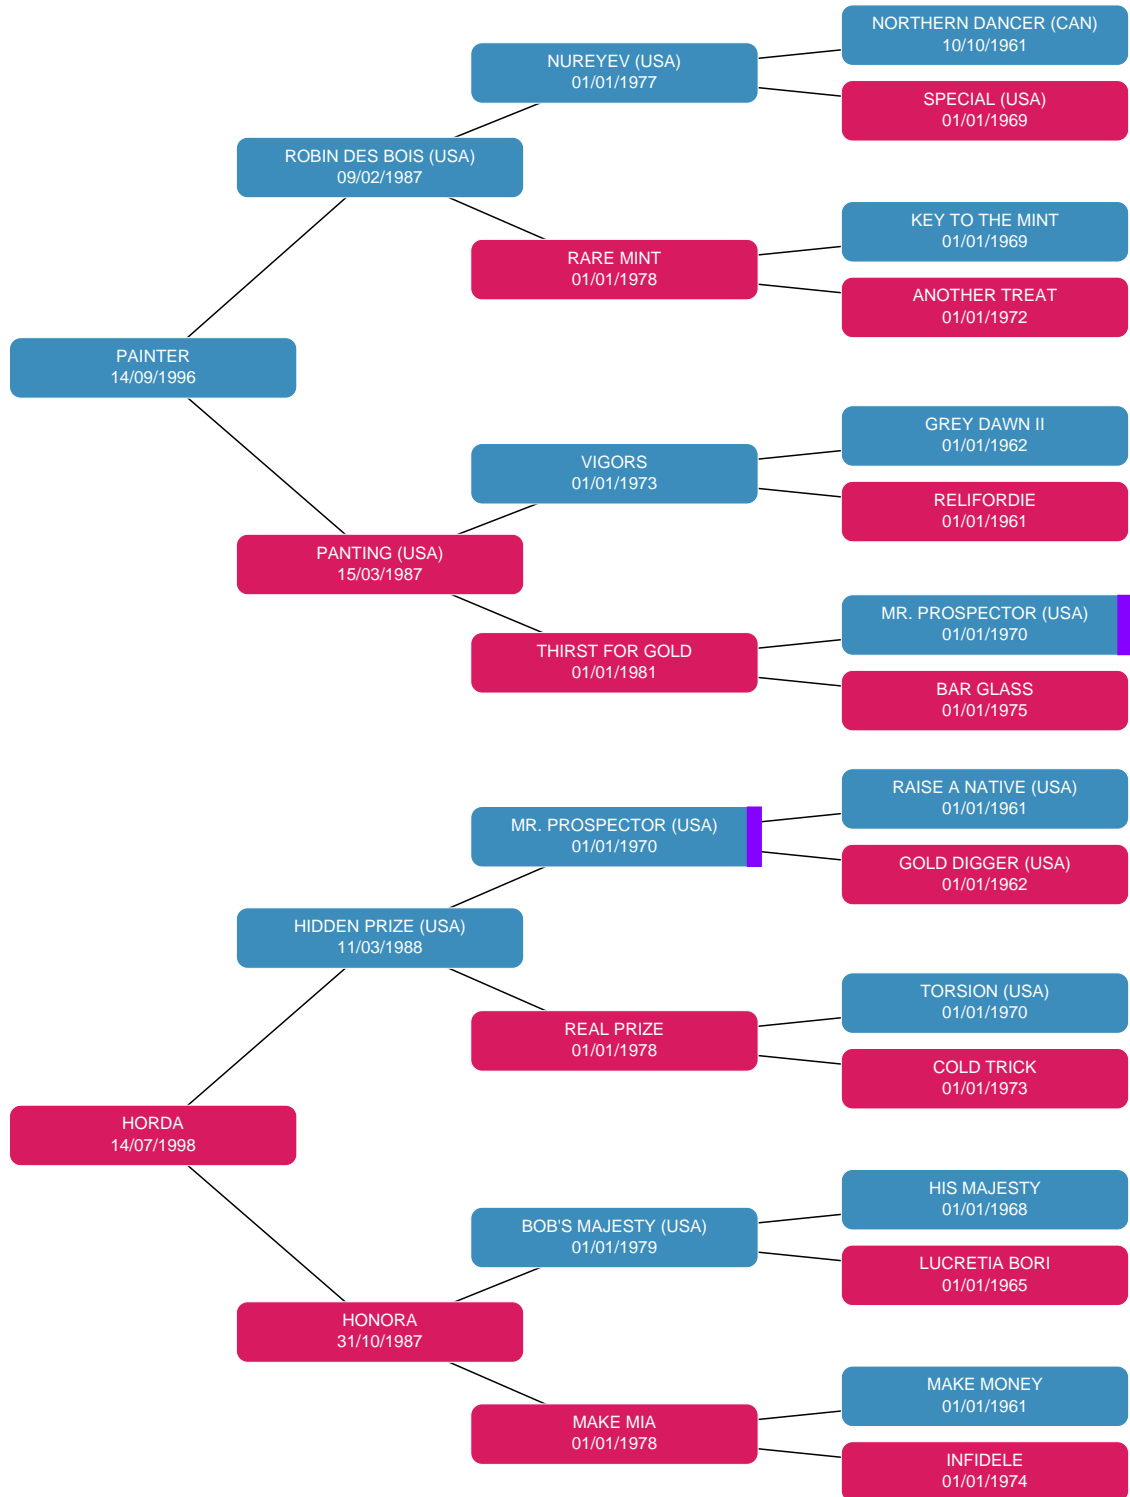 NORTHERN DANCER (CAN)
10/10/1961
NUREYEV (USA)
01/01/1977
SPECIAL (USA)
01/01/1969
ROBIN DES BOIS (USA)
09/02/1987
KEY TO THE MINT
01/01/1969
RARE MINT
01/01/1978
ANOTHER TREAT
01/01/1972
PAINTER
14/09/1996
GREY DAWN II
01/01/1962
VIGORS
01/01/1973
RELIFORDIE
01/01/1961
PANTING (USA)
15/03/1987
MR. PROSPECTOR (USA)
01/01/1970
THIRST FOR GOLD
01/01/1981
BAR GLASS
01/01/1975
RAISE A NATIVE (USA)
01/01/1961
MR. PROSPECTOR (USA)
01/01/1970
GOLD DIGGER (USA)
01/01/1962
HIDDEN PRIZE (USA)
11/03/1988
TORSION (USA)
01/01/1970
REAL PRIZE
01/01/1978
COLD TRICK
01/01/1973
HORDA
14/07/1998
HIS MAJESTY
01/01/1968
BOB'S MAJESTY (USA)
01/01/1979
LUCRETIA BORI
01/01/1965
HONORA
31/10/1987
MAKE MONEY
01/01/1961
MAKE MIA
01/01/1978
INFIDELE
01/01/1974